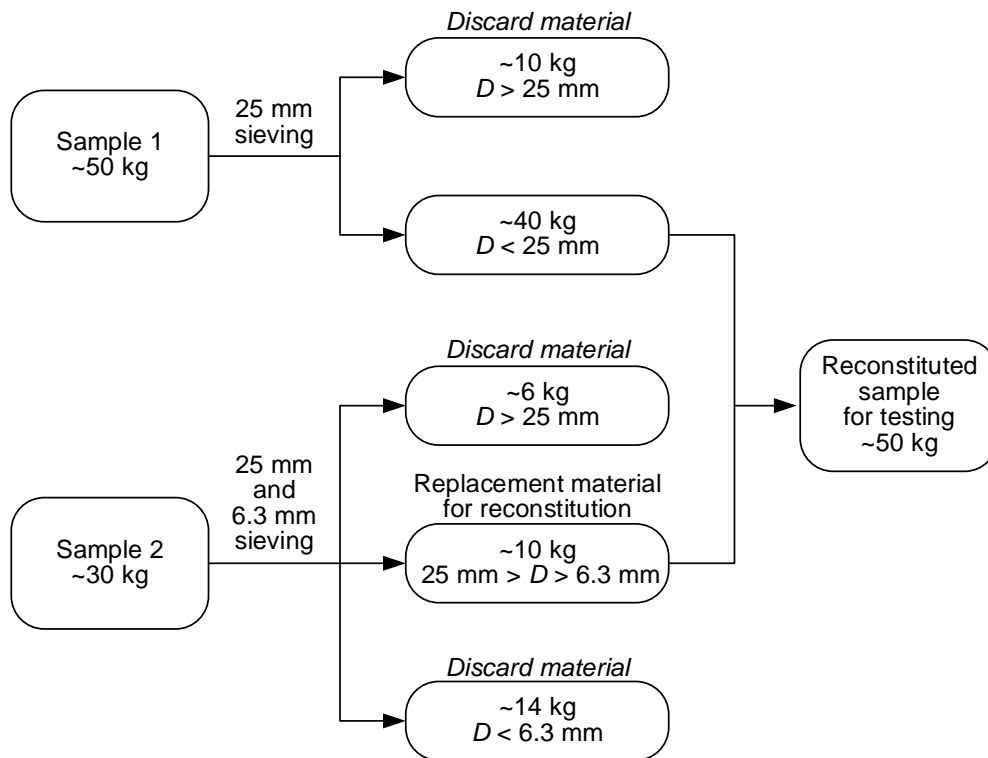 Sample 1
~50 kg
25 mm
sieving
Discard material
~10 kg
D > 25 mm
~40 kg
D < 25 mm
Sample 2
~30 kg
25 mm
and
6.3 mm
sieving
Discard material
~6 kg
D > 25 mm
Replacement material
for reconstitution
~10 kg
25 mm > D > 6.3 mm
Discard material
~14 kg
D < 6.3 mm
Reconstituted
sample
for testing
~50 kg